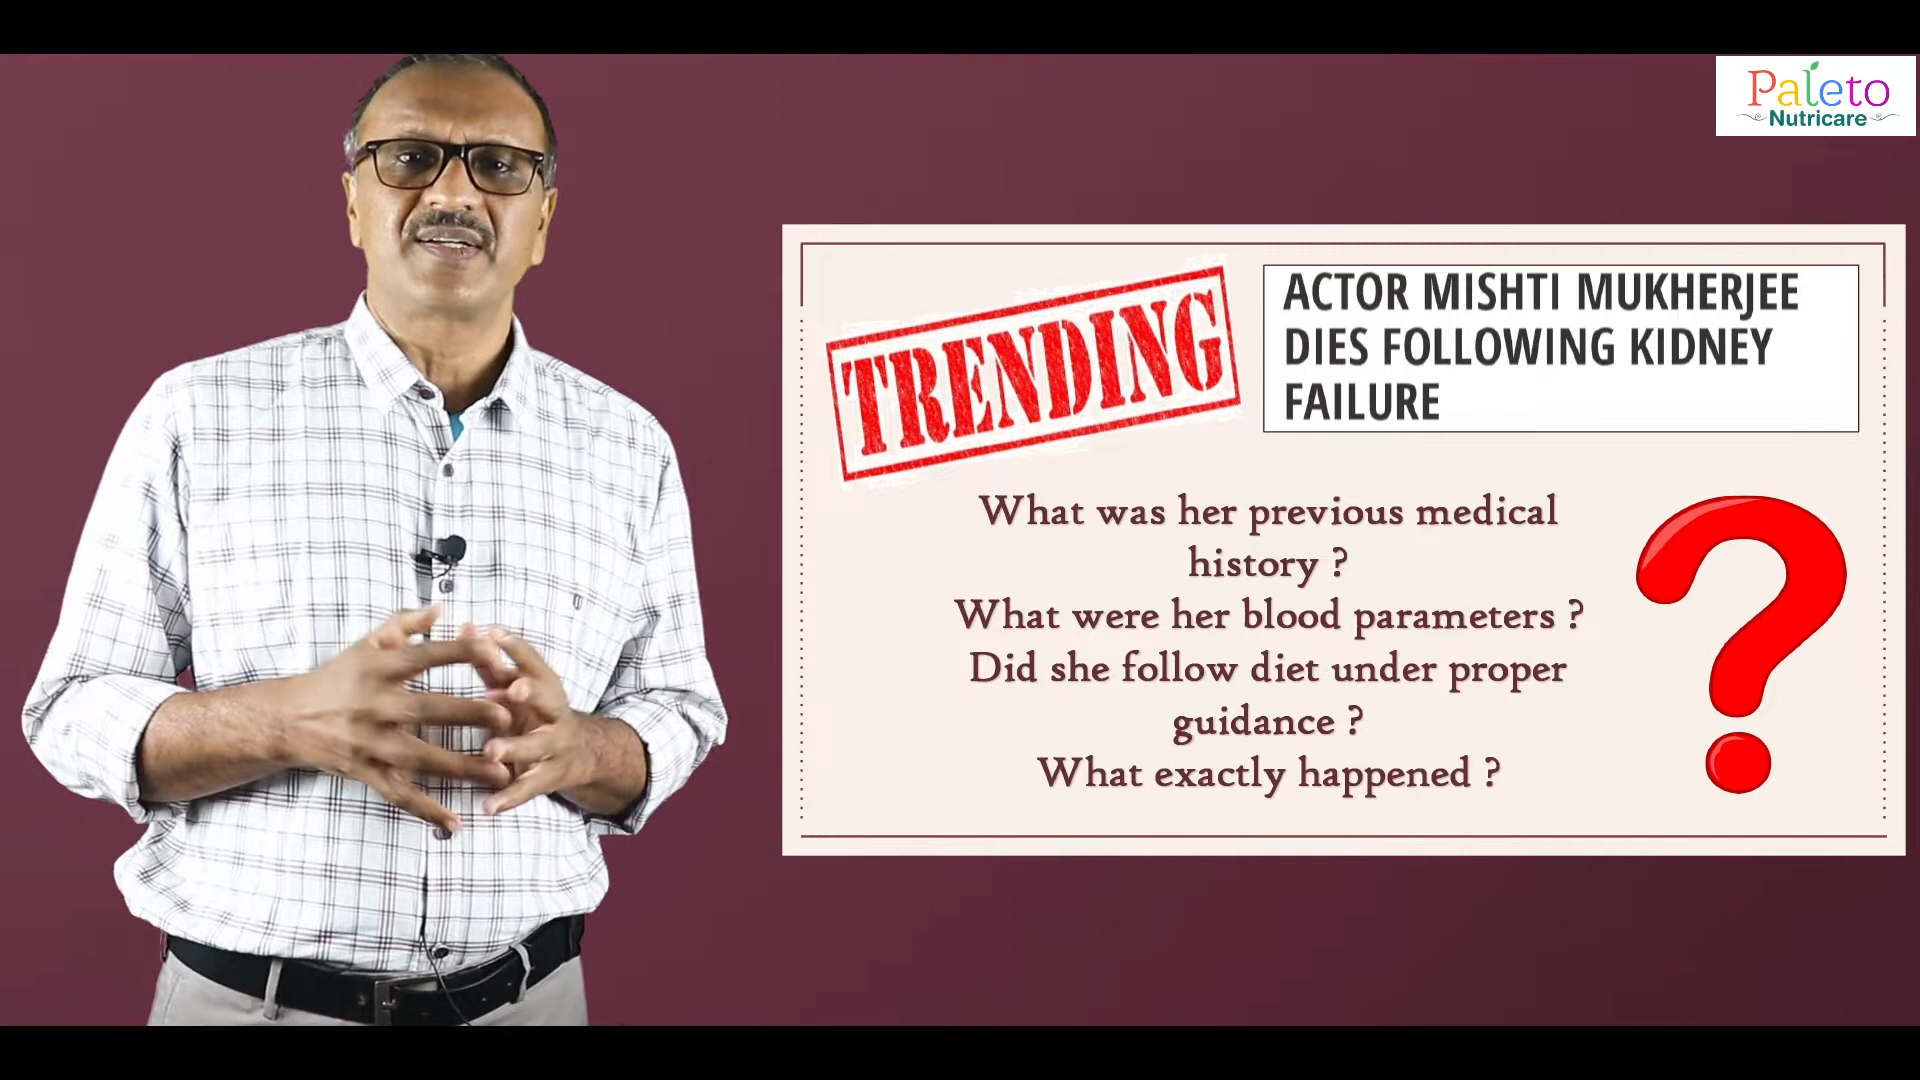 Paleto
Nutricare
TRENDING
ACTOR MISHTI MUKHERJEE
DIES FOLLOWING KIDNEY
FAILURE
What was her previous medical
history ?
What were her blood parameters ?
Did she follow diet under proper
guidance ?
What exactly happened ?